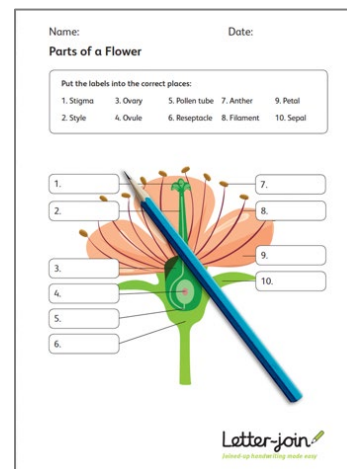 Name: Date:
Parts of a Flower
Put the labels into the correct places:
1. Stigma 3. Ovary 5. Pollen tube 7. Anther 9. Petal
2. Style 4. Ovule 6. Reseptacle 8. Filament 10. Sepal
1. 7.
2. 8.
9.
3. 10.
4.
5.
6.
Letter-join
Joined-up handwriting made easy